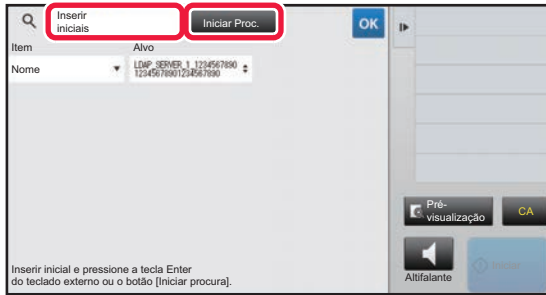 Inserir
iniciais
Iniciar Proc.
OK
Item
Alvo
Nome
LDAP_SERVER_1_1234567890
12345678901234567890
Pré-
visualização
CA
Inserir inicial e pressione a tecla Enter
do teclado externo ou o botão [Iniciar procura].
Altifalante